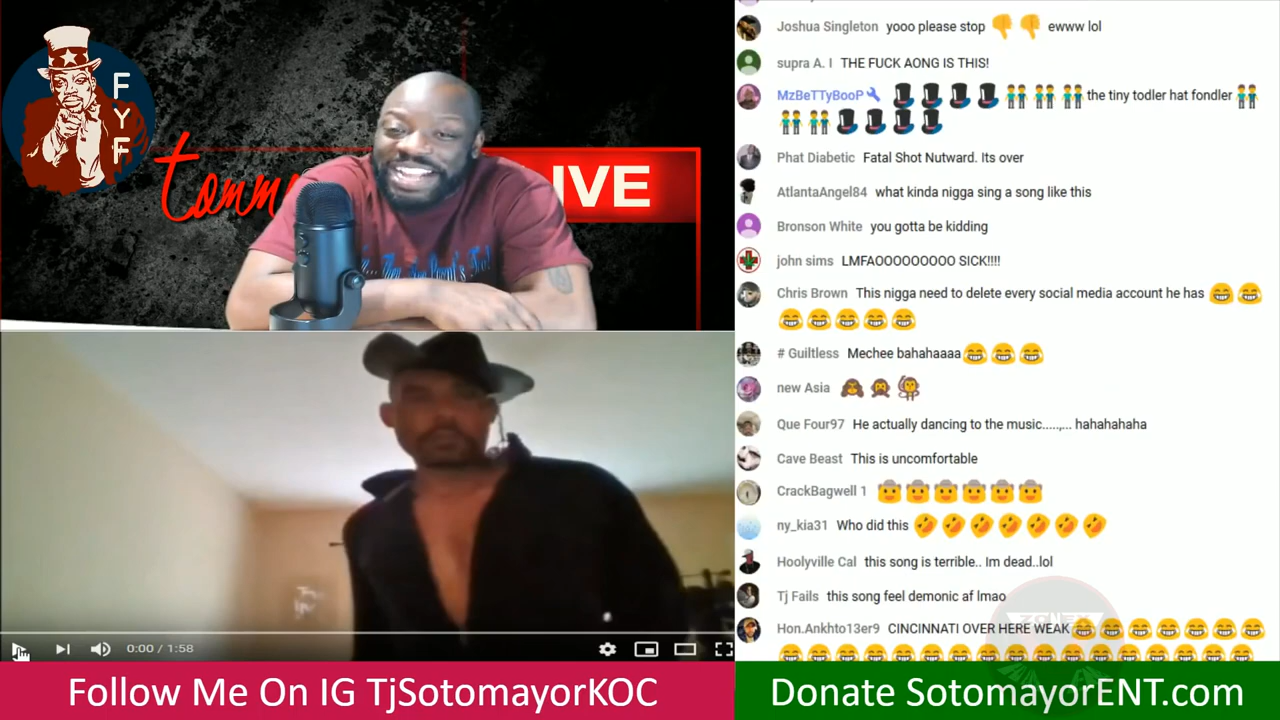 F
Y
F
tommy
IVE
0:00 / 1:58
Follow Me On IG TjSotomayorKOC
Joshua Singleton yooo please stop 👎 👎 ewww lol
supra A. I THE FUCK AONG IS THIS!
MzBeTTyBooP 🔧 🎩 🎩 🎩 🎩 👬 👬 👬 the tiny todler hat fondler 👬
👬 👬 🎩 🎩 🎩 🎩
Phat Diabetic Fatal Shot Nutward. Its over
AtlantaAngel84 what kinda nigga sing a song like this
Bronson White you gotta be kidding
john sims LMFAOOOOOOOOO SICK!!!!
Chris Brown This nigga need to delete every social media account he has 😂 😂
😂 😂 😂 😂 😂
# Guiltless Mechee bahahaaaa 😂 😂 😂
new Asia 🙈 🙊 🐵
Que Four97 He actually dancing to the music.....,... hahahahaha
Cave Beast This is uncomfortable
CrackBagwell 1 🤠 🤠 🤠 🤠 🤠 🤠
ny_kia31 Who did this 🤣 🤣 🤣 🤣 🤣 🤣 🤣
Hoolyville Cal this song is terrible.. Im dead..lol
Tj Fails this song feel demonic af lmao
Hon.Ankhto13er9 CINCINNATI OVER HERE WEAK 😂 😂 😂 😂 😂 😂 😂
😂 😂 😂 😂 😂 😂 😂 😂 😂 😂 😂 😂 😂 😂 😂 😂 😂
Donate SotomayorENT.com